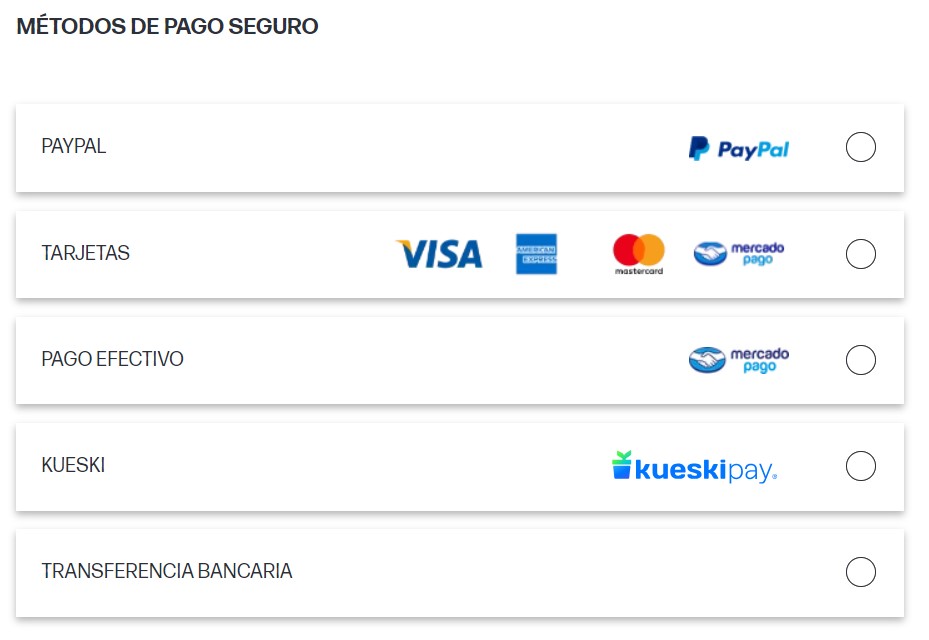 MÉTODOS DE PAGO SEGURO
PAYPAL PayPal
TARJETAS VISA AMERICAN EXPRESS mastercard mercado pago
PAGO EFECTIVO mercado pago
KUESKI kueskipay®
TRANSFERENCIA BANCARIA